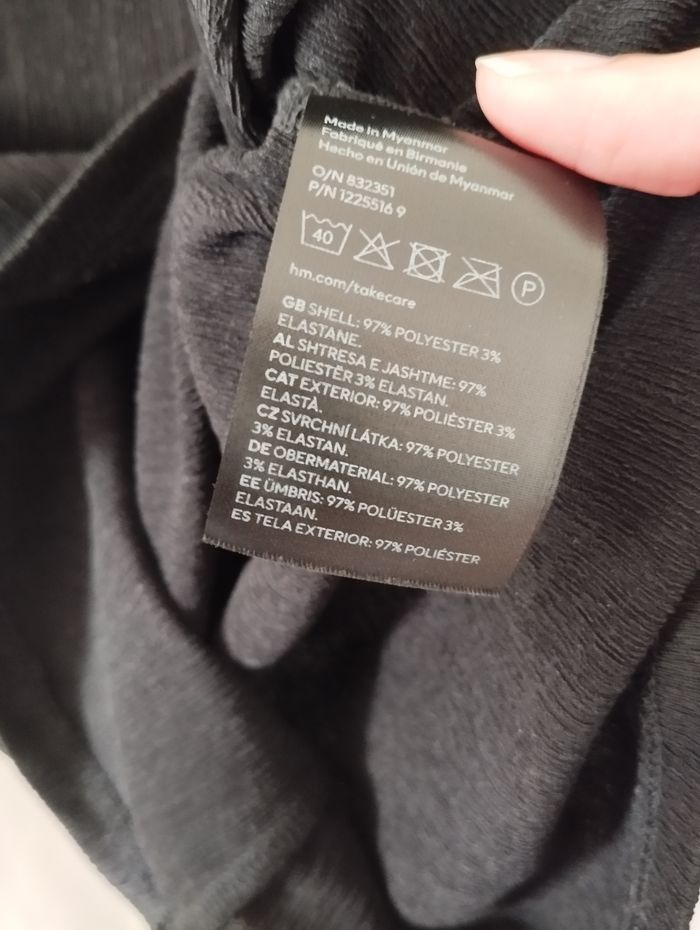 Made in Myanmar
Fabriqué en Birmanie
Hecho en Unión de Myanmar
O/N 832351
P/N 1225516 9
40 P
hm.com/takecare
GB SHELL: 97% POLYESTER 3%
ELASTANE.
AL SHTRESA E JASHTME: 97%
POLIESTËR 3% ELASTAN.
CAT EXTERIOR: 97% POLIÈSTER 3%
ELASTÀ.
CZ SVRCHNÍ LÁTKA: 97% POLYESTER
3% ELASTAN.
DE OBERMATERIAL: 97% POLYESTER
3% ELASTHAN.
EE ÜMBRIS: 97% POLÜESTER 3%
ELASTAAN.
ES TELA EXTERIOR: 97% POLIÉSTER